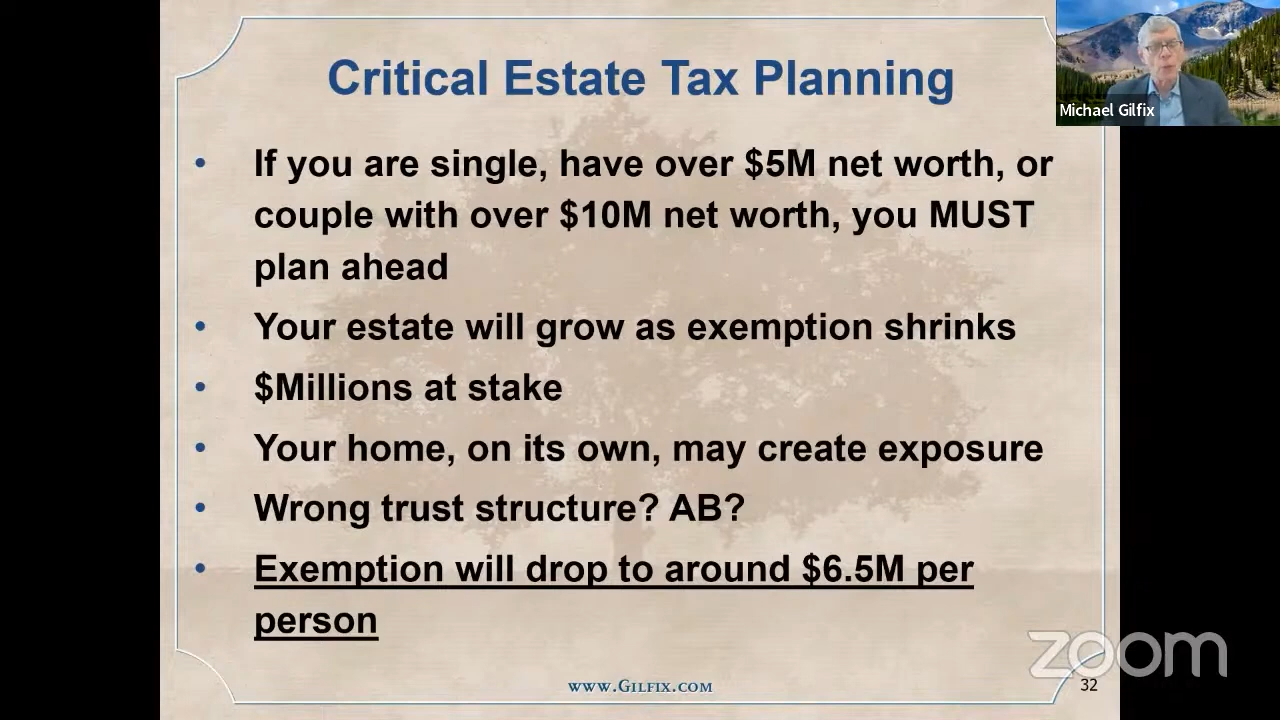 Critical Estate Tax Planning
Michael Gilfix
• If you are single, have over $5M net worth, or
couple with over $10M net worth, you MUST
plan ahead
• Your estate will grow as exemption shrinks
• $Millions at stake
• Your home, on its own, may create exposure
• Wrong trust structure? AB?
• Exemption will drop to around $6.5M per
person
zoom
www.Gilfix.com
32